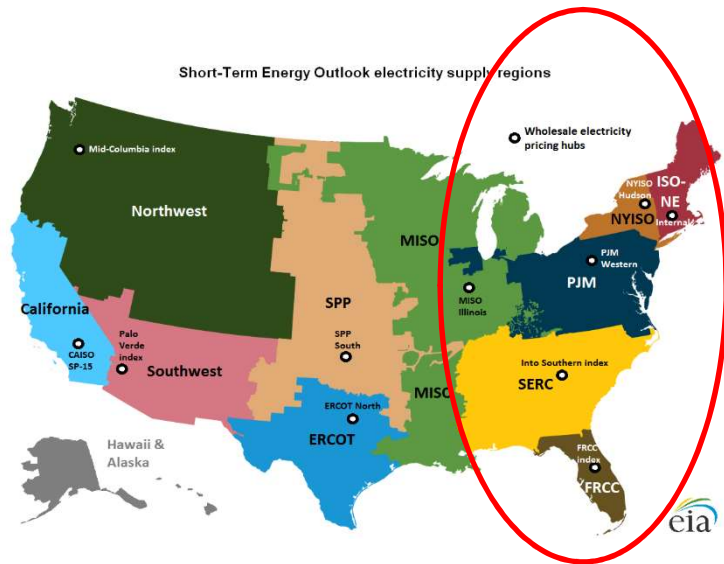 Short-Term Energy Outlook electricity supply regions
Wholesale electricity
pricing hubs
Mid-Columbia index
Northwest
NYISO
Hudson
ISO-
NE
Internal
NYISO
MISO
PJM
Western
PJM
California
SPP
MISO
Illinois
CAISO
SP-15
Palo
Verde
index
Southwest
SPP
South
Into Southern index
SERC
MISO
ERCOT North
ERCOT
Hawaii &
Alaska
FRCC
index
FRCC
eia